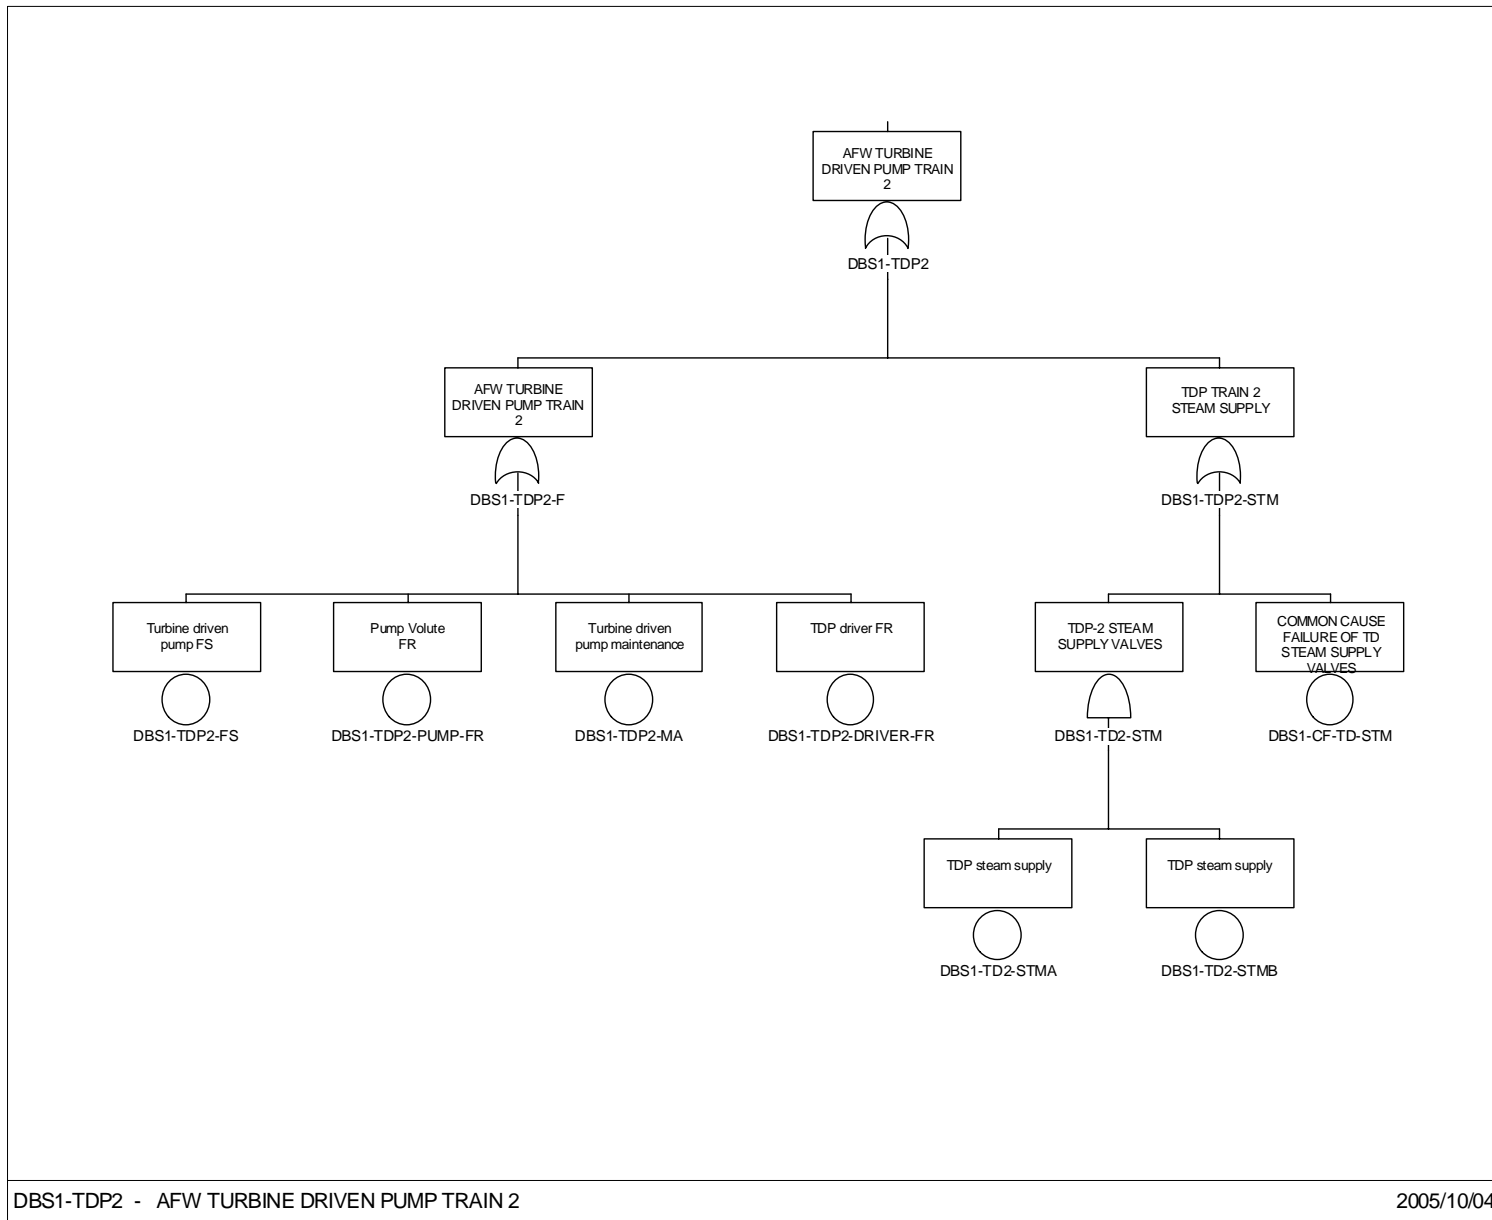 AFW TURBINE
DRIVEN PUMP TRAIN
2
DBS1-TDP2
AFW TURBINE
DRIVEN PUMP TRAIN
2
DBS1-TDP2-F
TDP TRAIN 2
STEAM SUPPLY
DBS1-TDP2-STM
Turbine driven
pump FS
DBS1-TDP2-FS
Pump Volute
FR
DBS1-TDP2-PUMP-FR
Turbine driven
pump maintenance
DBS1-TDP2-MA
TDP driver FR
DBS1-TDP2-DRIVER-FR
TDP-2 STEAM
SUPPLY VALVES
DBS1-TD2-STM
COMMON CAUSE
FAILURE OF TD
STEAM SUPPLY
VALVES
DBS1-CF-TD-STM
TDP steam supply
DBS1-TD2-STMA
TDP steam supply
DBS1-TD2-STMB
DBS1-TDP2 - AFW TURBINE DRIVEN PUMP TRAIN 2
2005/10/04